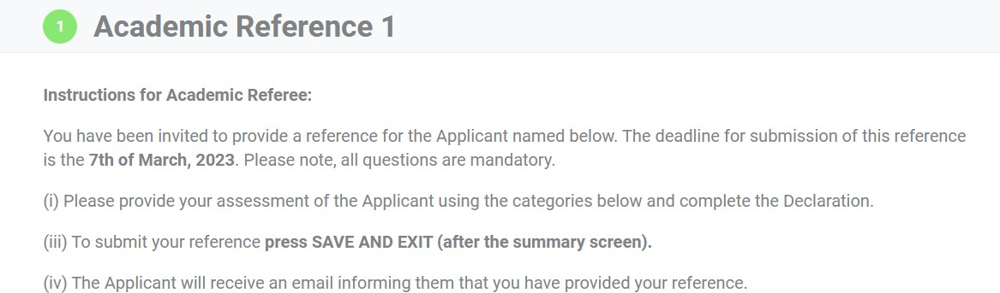 1 Academic Reference 1
Instructions for Academic Referee:
You have been invited to provide a reference for the Applicant named below. The deadline for submission of this reference
is the 7th of March, 2023. Please note, all questions are mandatory.
(i) Please provide your assessment of the Applicant using the categories below and complete the Declaration.
(iii) To submit your reference press SAVE AND EXIT (after the summary screen).
(iv) The Applicant will receive an email informing them that you have provided your reference.